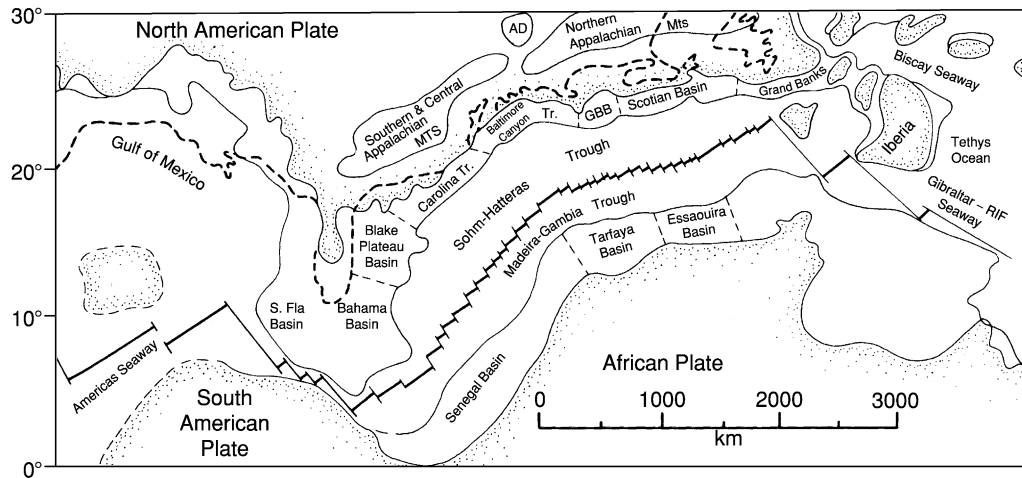 30°
North American Plate
AD
Northern
Appalachian
Mts
Biscay Seaway
Southern & Central
Appalachian
MTS
Baltimore
Canyon
Tr.
GBB
Scotian Basin
Grand Banks
Iberia
Tethys
Ocean
Gulf of Mexico
20°
Carolina Tr.
Trough
Sohm-Hatteras
Gibraltar – RIF
Seaway
Madeira-Gambia
Trough
Blake
Plateau
Basin
Tarfaya
Basin
Essaouira
Basin
10°
S. Fla
Basin
Bahama
Basin
Americas Seaway
Senegal Basin
African Plate
South
American
Plate
0
1000
2000
3000
km
0°